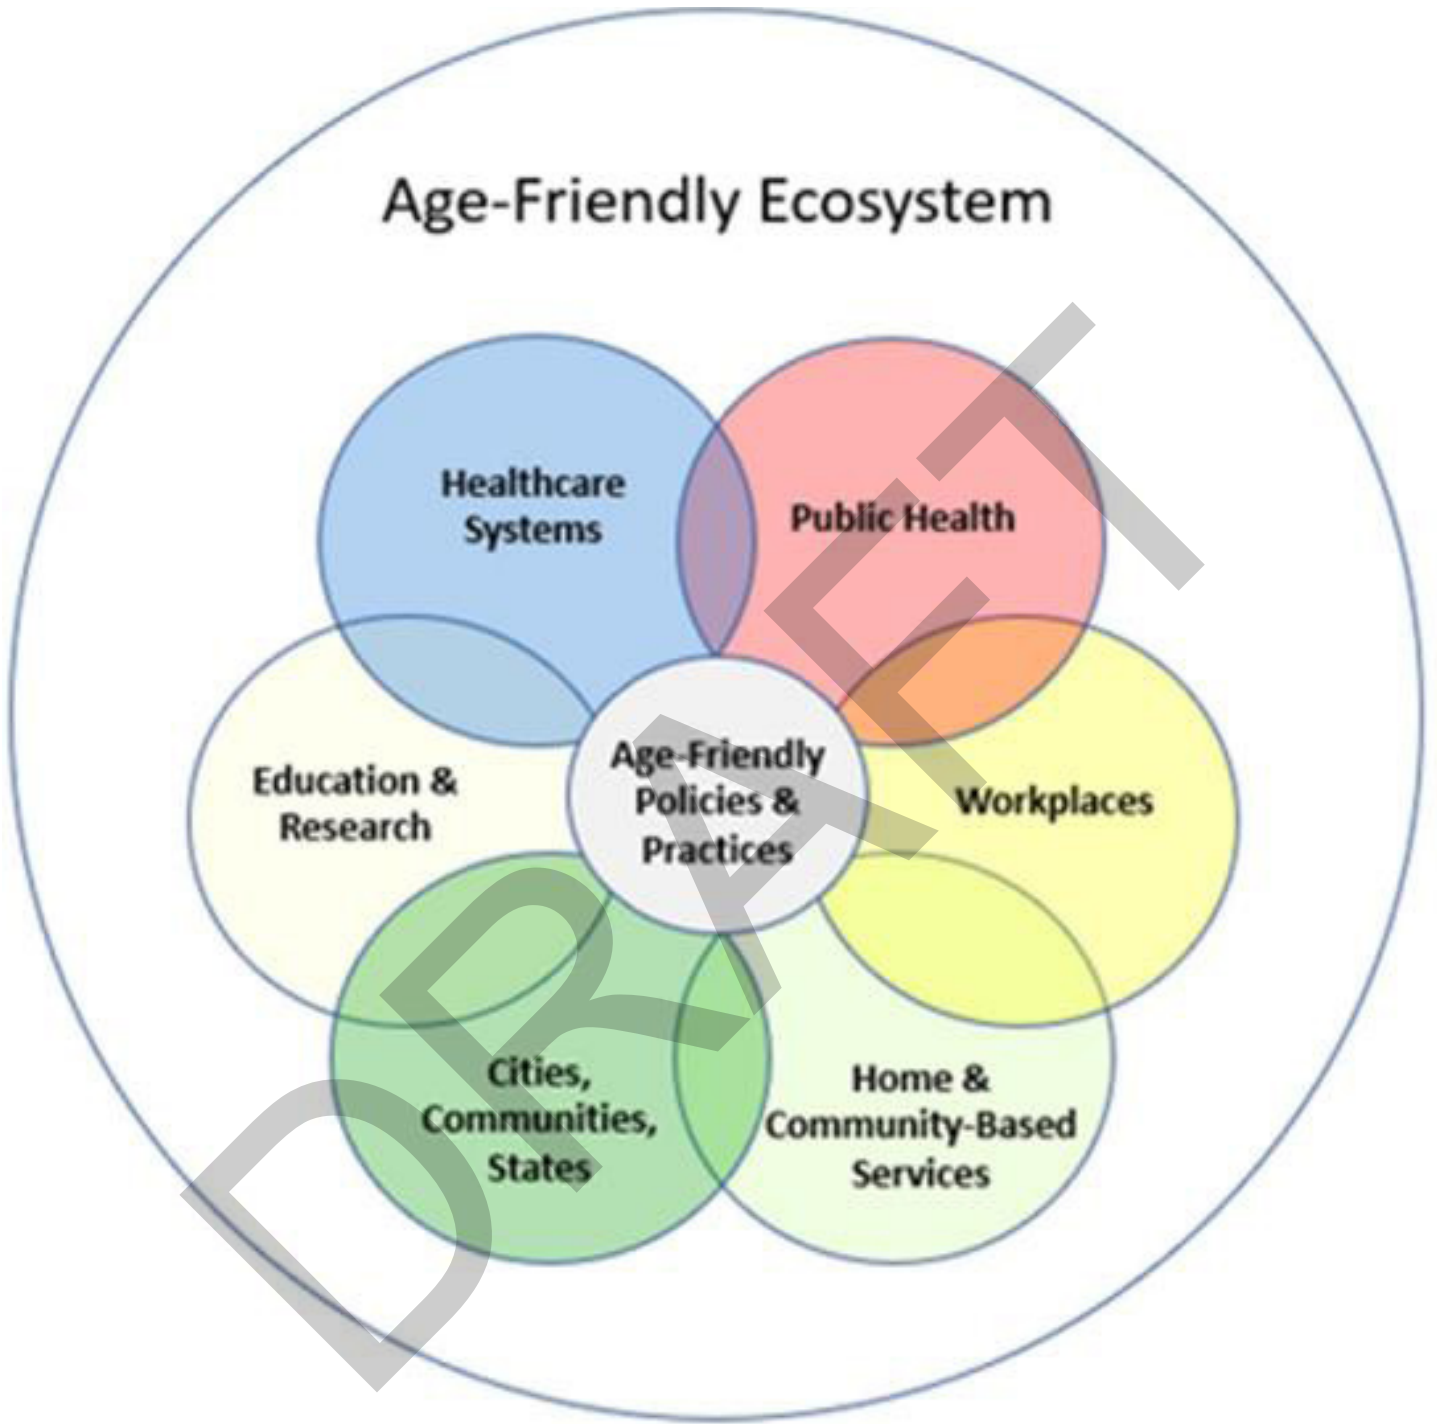 Age-Friendly Ecosystem
Healthcare
Systems
Public Health
Education &
Research
Age-Friendly
Policies &
Practices
Workplaces
Cities,
Communities,
States
Home &
Community-Based
Services
DRAFT